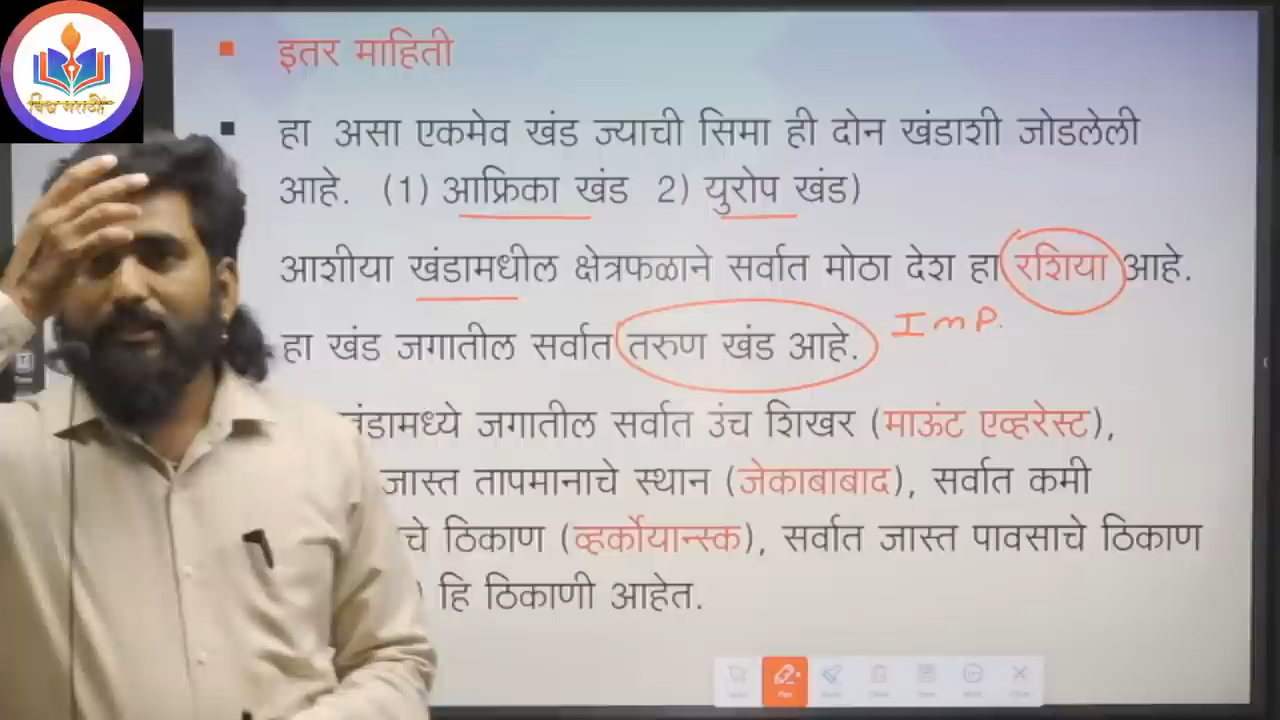 विश्व मराठी
इतर माहिती
हा असा एकमेव खंड ज्याची सिमा ही दोन खंडाशी जोडलेली
आहे. (1) आफ्रिका खंड 2) युरोप खंड)
आशीया खंडामधील क्षेत्रफळाने सर्वात मोठा देश हा रशिया आहे.
हा खंड जगातील सर्वात तरुण खंड आहे. Imp.
खंडामध्ये जगातील सर्वात उंच शिखर (माऊंट एव्हरेस्ट),
जास्त तापमानाचे स्थान (जेकाबाबाद), सर्वात कमी
चे ठिकाण (व्हर्कोयान्स्क), सर्वात जास्त पावसाचे ठिकाण
) हि ठिकाणी आहेत.